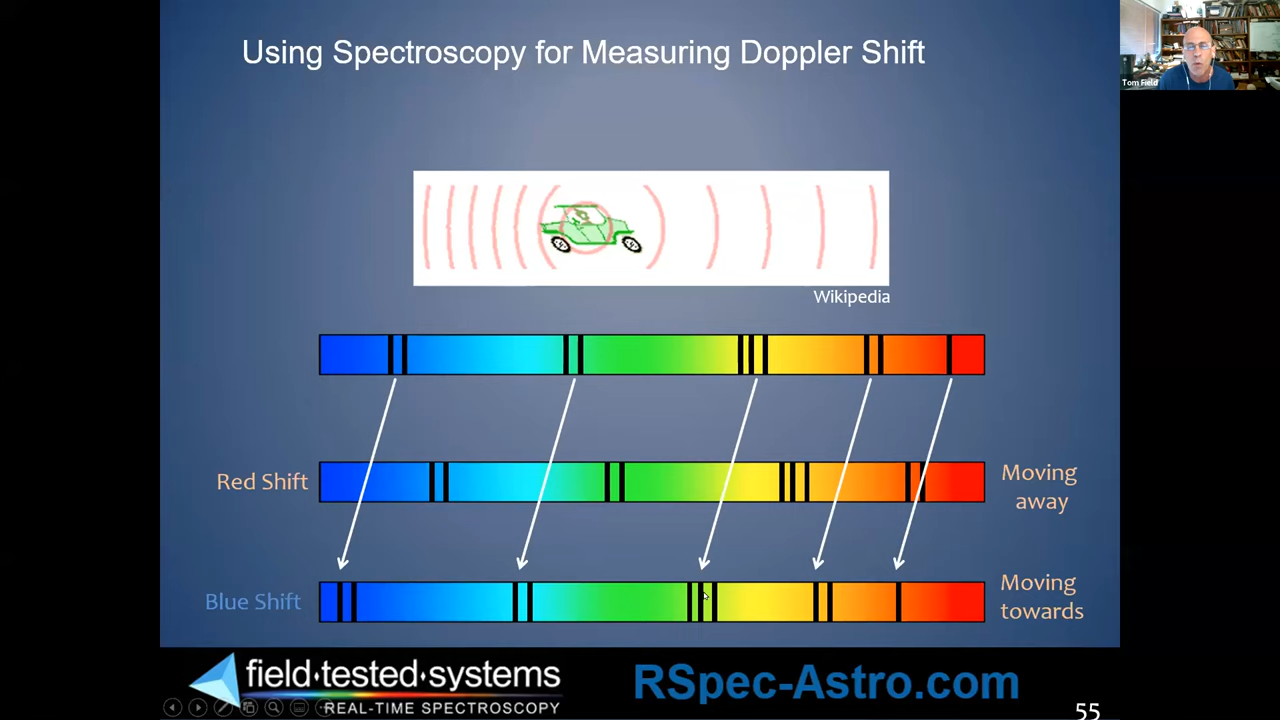 Using Spectroscopy for Measuring Doppler Shift
Tom Field
Wikipedia
Red Shift
Moving
away
Blue Shift
Moving
towards
field·tested·systems
REAL-TIME SPECTROSCOPY
RSpec-Astro.com
55